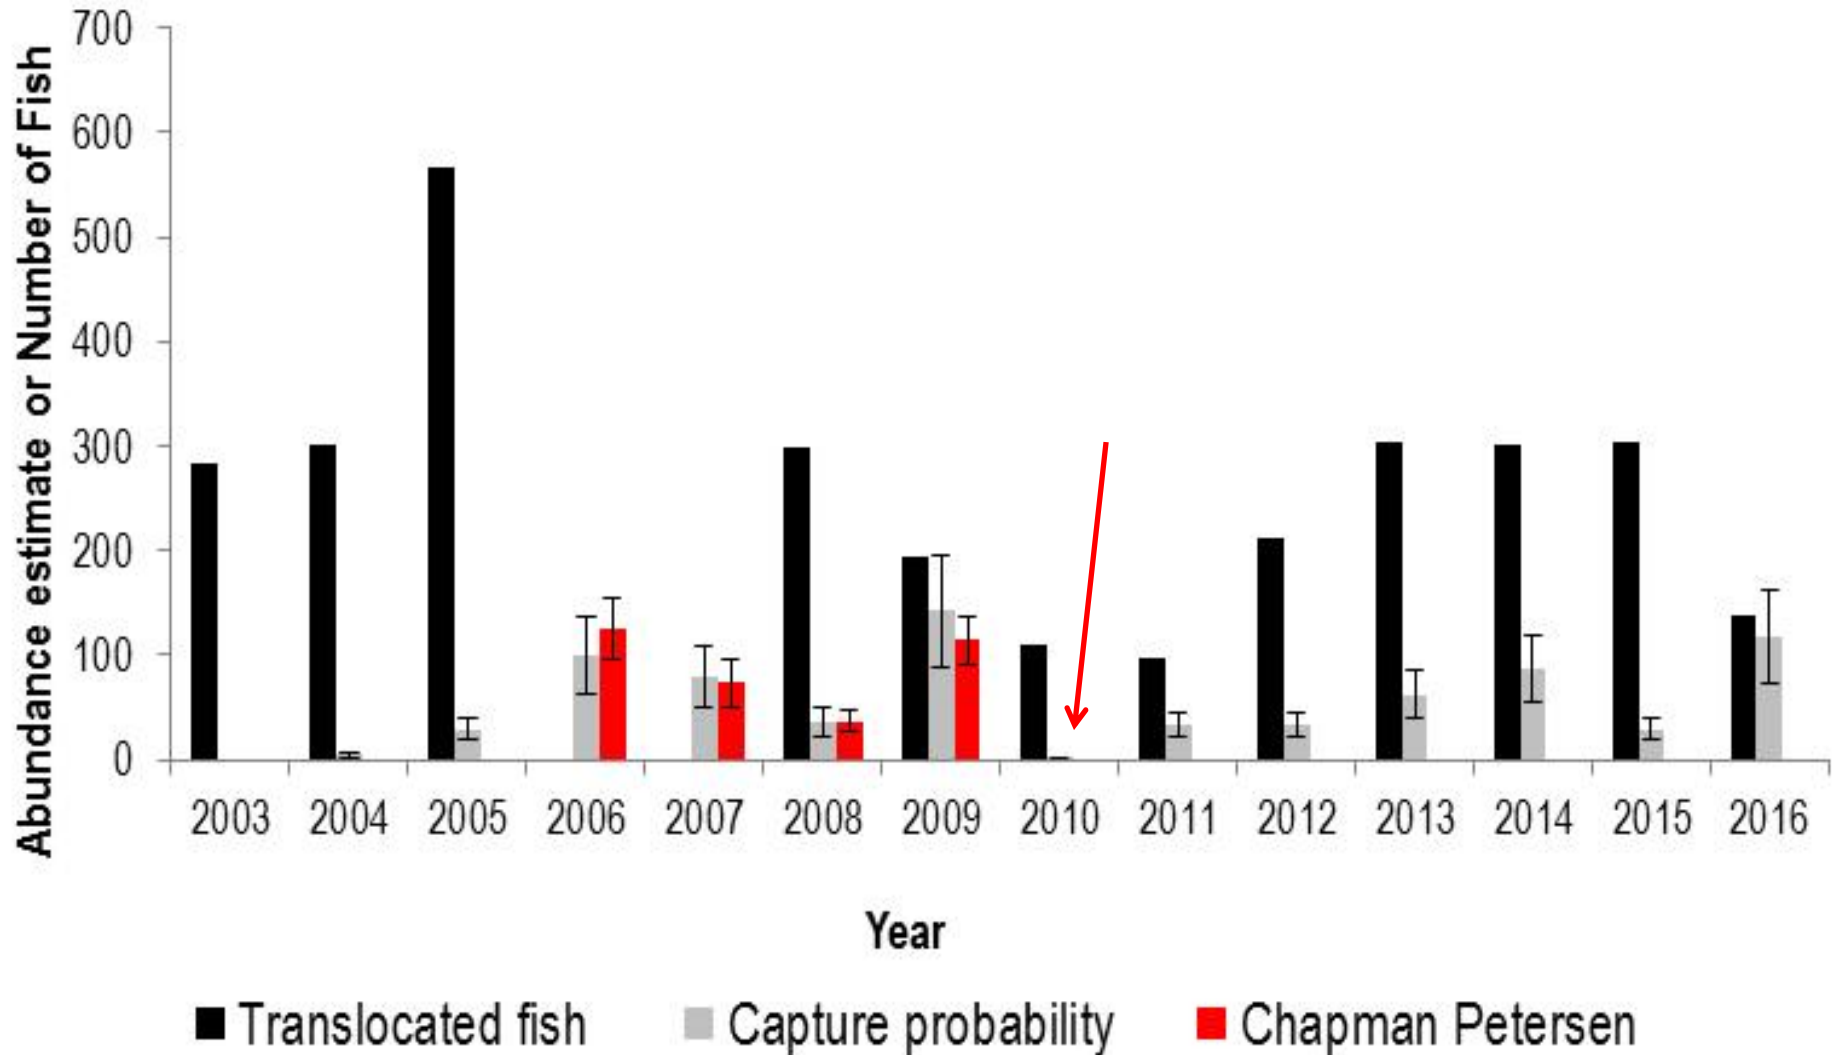 Abundance estimate or Number of Fish
700
600
500
400
300
200
100
0
2003 2004 2005 2006 2007 2008 2009 2010 2011 2012 2013 2014 2015 2016
Year
Translocated fish Capture probability Chapman Petersen